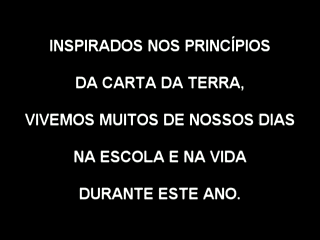 INSPIRADOS NOS PRINCÍPIOS
DA CARTA DA TERRA,
VIVEMOS MUITOS DE NOSSOS DIAS
NA ESCOLA E NA VIDA
DURANTE ESTE ANO.